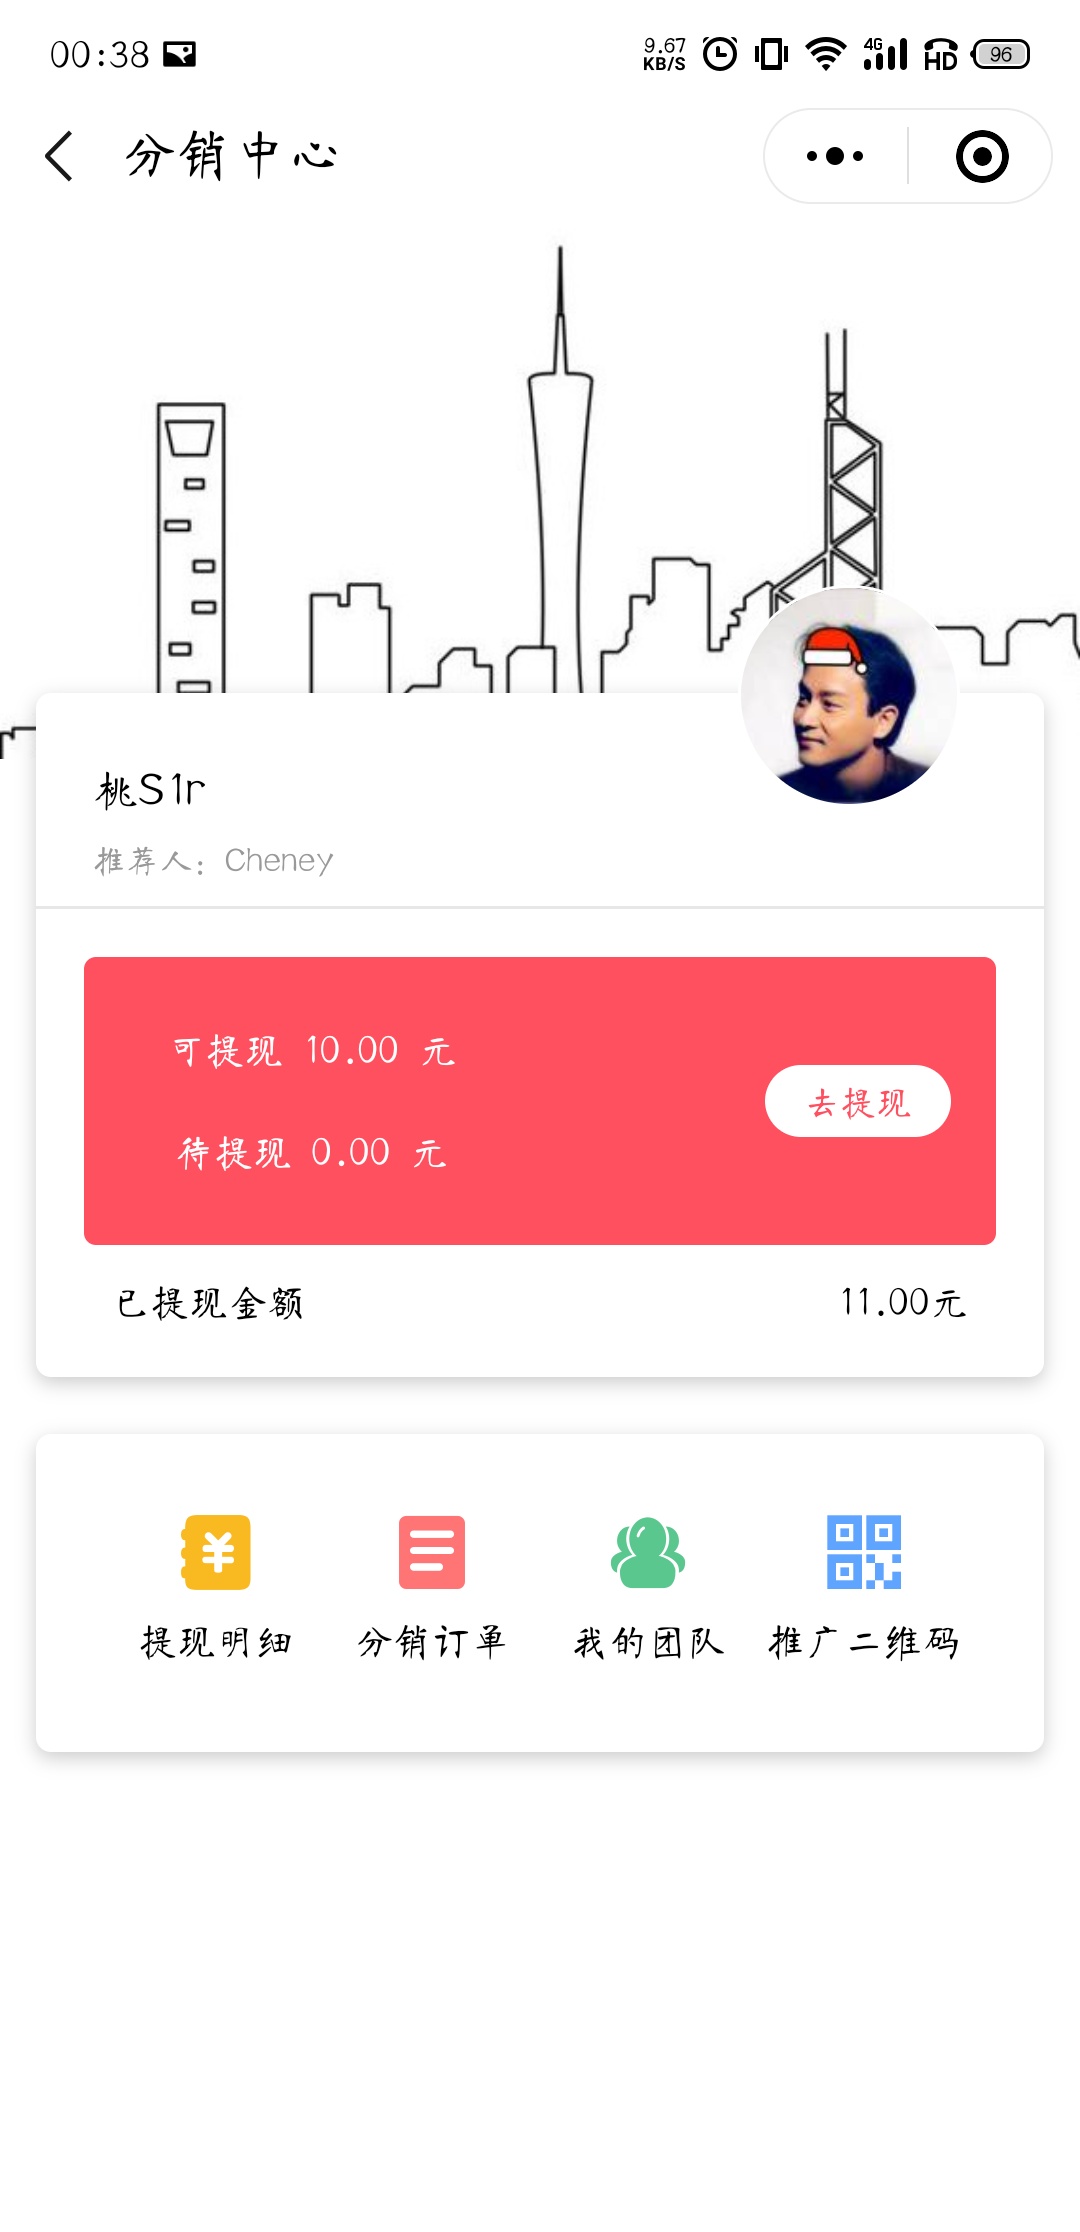 00:38
9.67 KB/S 4G HD 96
分销中心
桃S1r
推荐人：Cheney
可提现 10.00 元
去提现
待提现 0.00 元
已提现金额 11.00元
提现明细 分销订单 我的团队 推广二维码